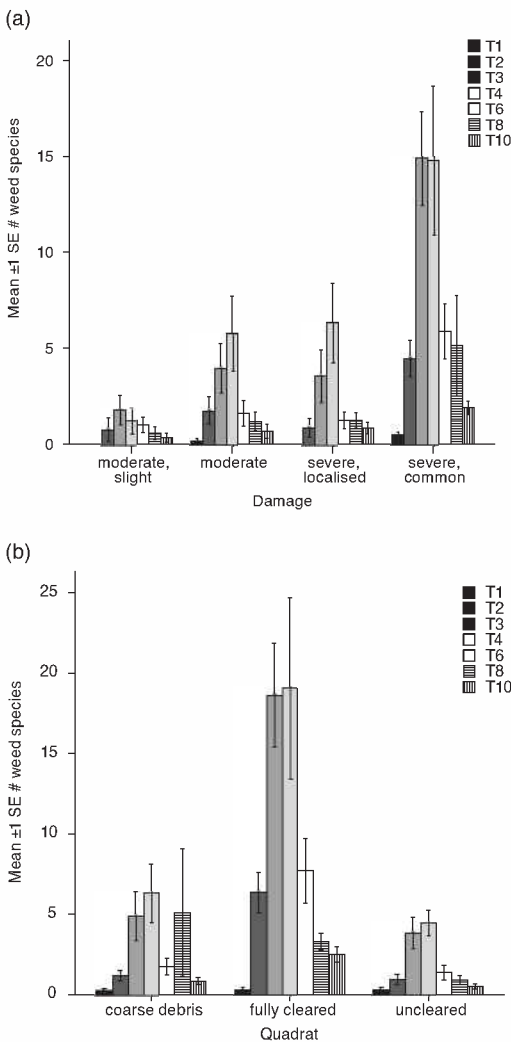 (a)
20
15
10
5
0
Mean ±1 SE # weed species
T1
T2
T3
T4
T6
T8
T10
moderate, slight
moderate
severe, localised
severe, common
Damage
(b)
25
20
15
10
5
0
Mean ±1 SE # weed species
T1
T2
T3
T4
T6
T8
T10
coarse debris
fully cleared
uncleared
Quadrat